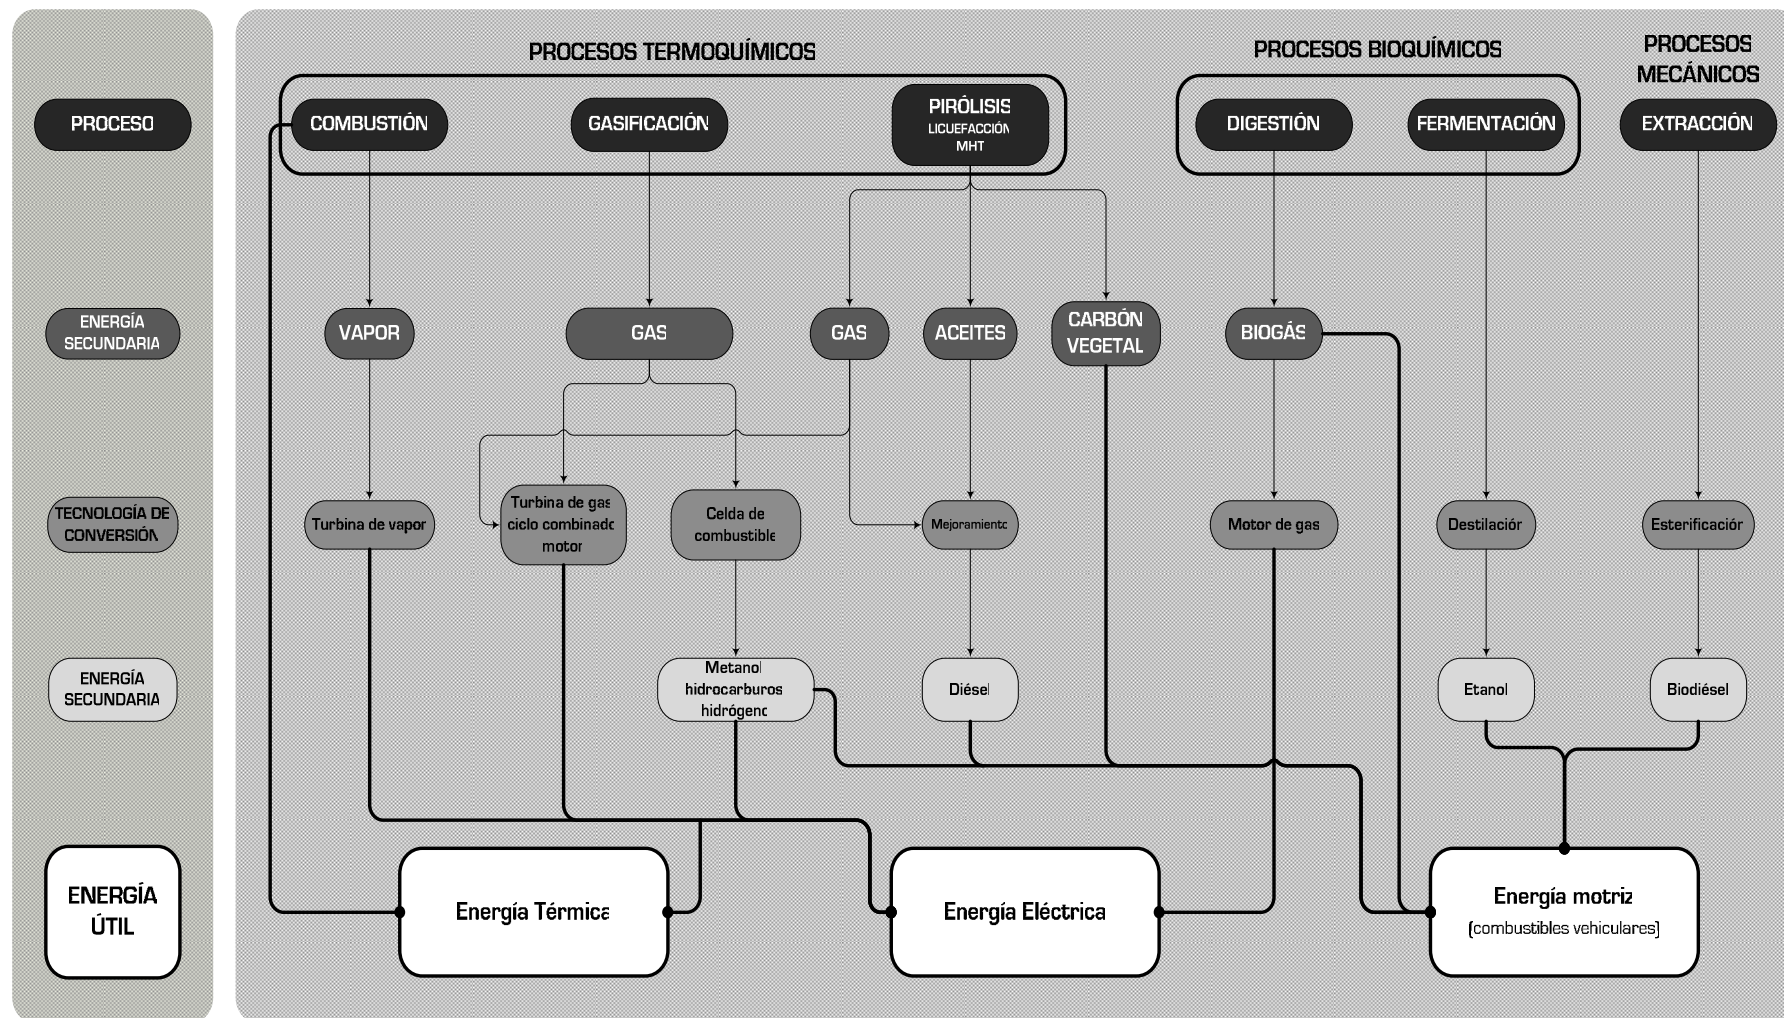 PROCESOS TERMOQUÍMICOS
PROCESOS BIOQUÍMICOS
PROCESOS
MECÁNICOS
PROCESO
COMBUSTIÓN
GASIFICACIÓN
PIRÓLISIS
LICUEFACCIÓN
MHT
DIGESTIÓN
FERMENTACIÓN
EXTRACCIÓN
ENERGÍA
SECUNDARIA
VAPOR
GAS
GAS
ACEITES
CARBÓN
VEGETAL
BIOGÁS
TECNOLOGÍA DE
CONVERSIÓN
Turbina de vapor
Turbina de gas
ciclo combinado
motor
Celda de
combustible
Mejoramiento
Motor de gas
Destilación
Esterificación
ENERGÍA
SECUNDARIA
Metanol
hidrocarburos
hidrógeno
Diésel
Etanol
Biodiésel
ENERGÍA
ÚTIL
Energía Térmica
Energía Eléctrica
Energía motriz
(combustibles vehiculares)